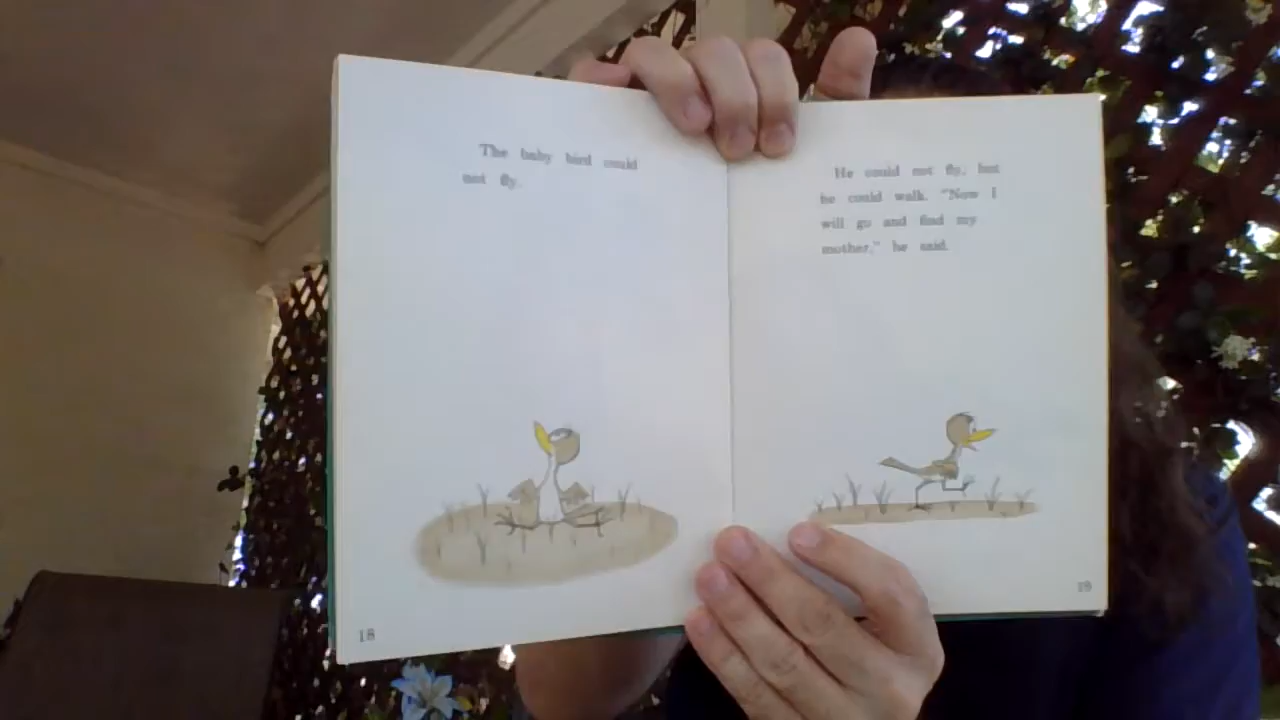 The baby bird could
not fly.
18
He could not fly, but
he could walk. "Now I
will go and find my
mother," he said.
19